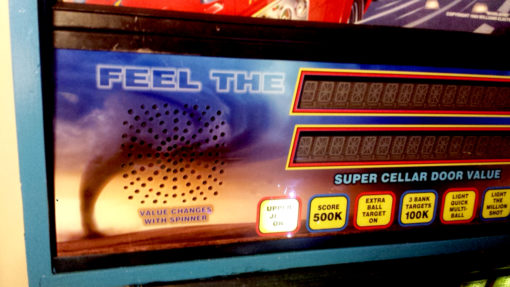 FEEL THE
VALUE CHANGES
WITH SPINNER
SUPER CELLAR DOOR VALUE
SCORE
500K
EXTRA
BALL
TARGET
ON
3 BANK
TARGETS
100K
LIGHT
QUICK
MULTI-
BALL
LIGHT
THE
MILLION
SHOT